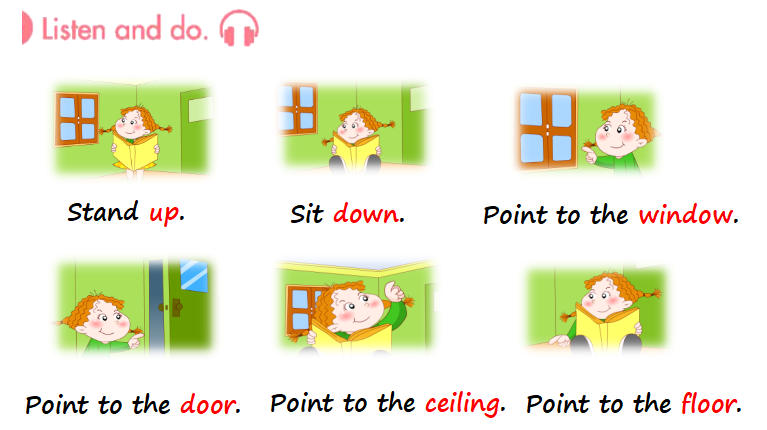 Listen and do.
Stand up.
Sit down.
Point to the window.
Point to the door.
Point to the ceiling.
Point to the floor.